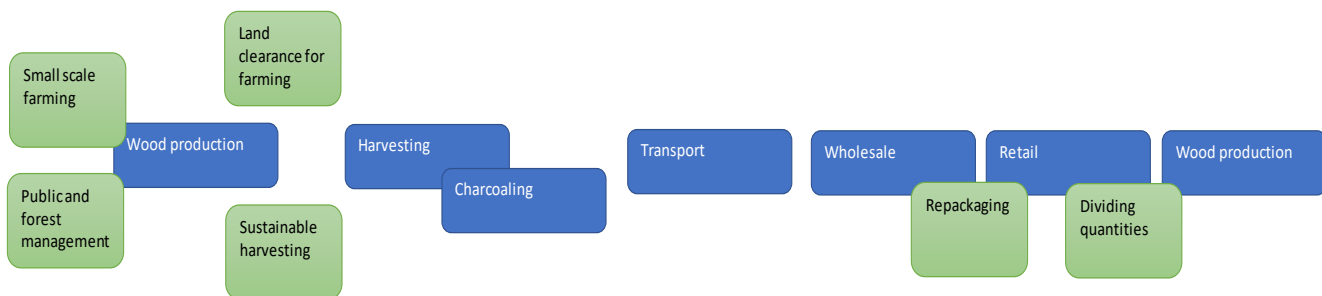 Land
clearance for
farming
Small scale
farming
Wood production
Harvesting
Charcoaling
Transport
Wholesale
Retail
Wood production
Public and
forest
management
Sustainable
harvesting
Repackaging
Dividing
quantities